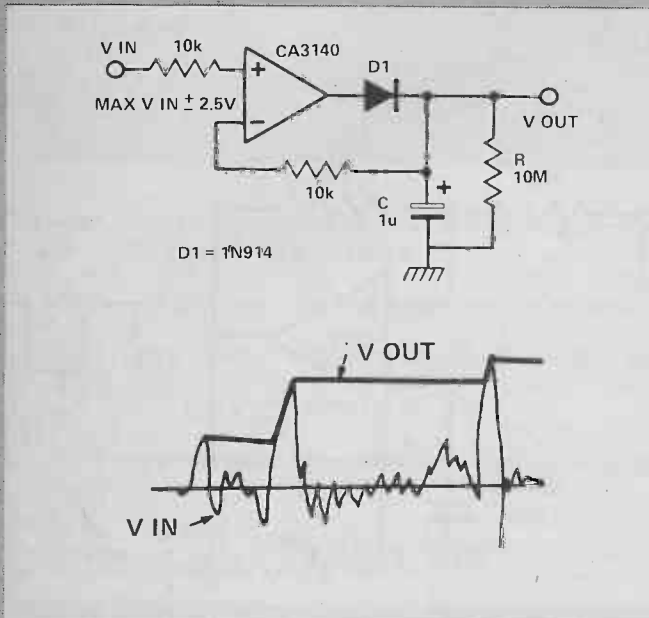 V IN
10k
CA3140
D1
+
MAX V IN ± 2.5V
−
V OUT
10k
+
C
1u
R
10M
D1 = 1N914
V OUT
V IN